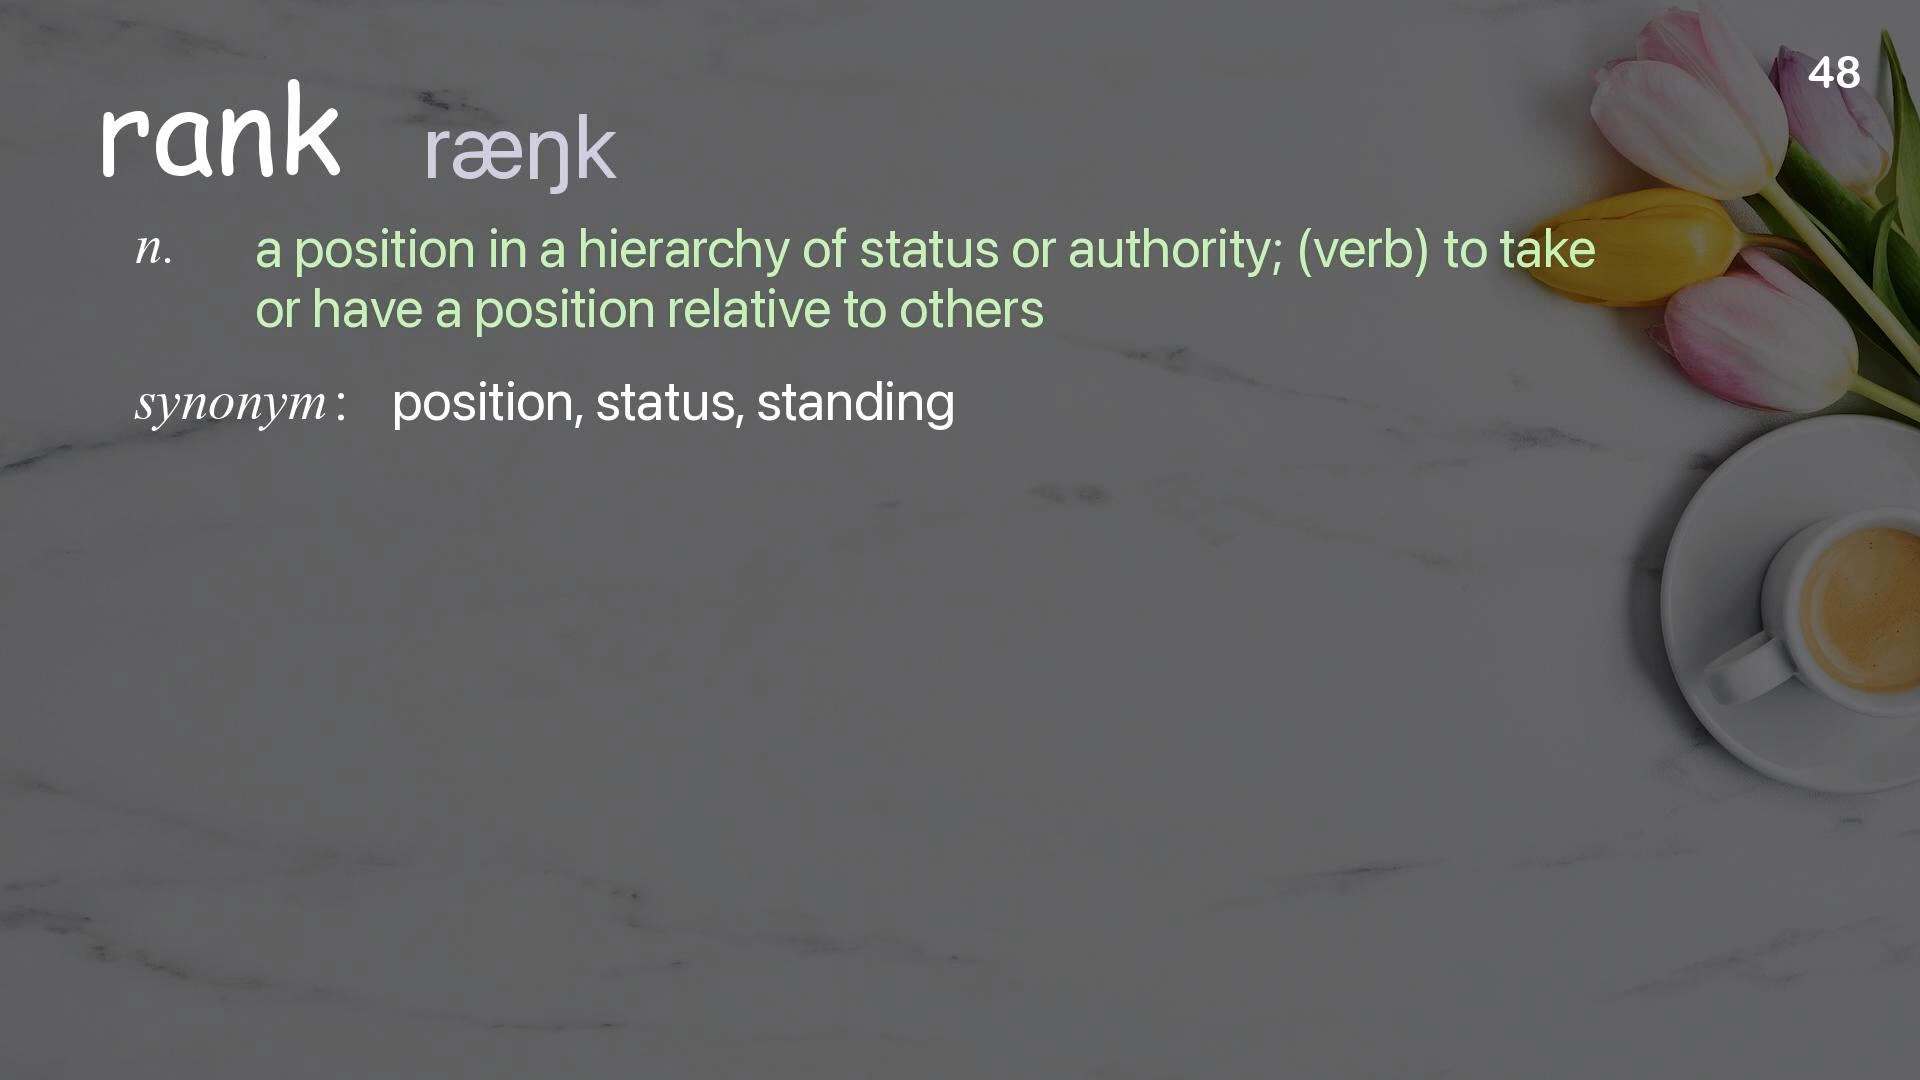 48
rank ræŋk
n. a position in a hierarchy of status or authority; (verb) to take
or have a position relative to others
synonym: position, status, standing